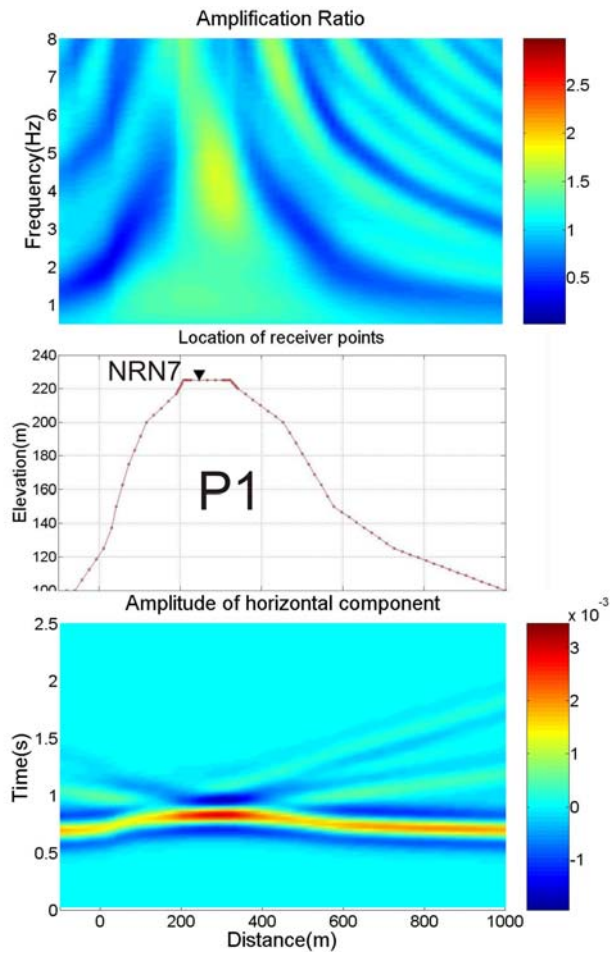 Amplification Ratio
8
7
6
5
4
3
2
1
Frequency(Hz)
2.5
2
1.5
1
0.5
Location of receiver points
240
220
200
180
160
140
120
100
Elevation(m)
NRN7
P1
Amplitude of horizontal component
2.5
2
1.5
1
0.5
0
Time(s)
0 200 400 600 800 1000
Distance(m)
x 10⁻³
3
2
1
0
-1